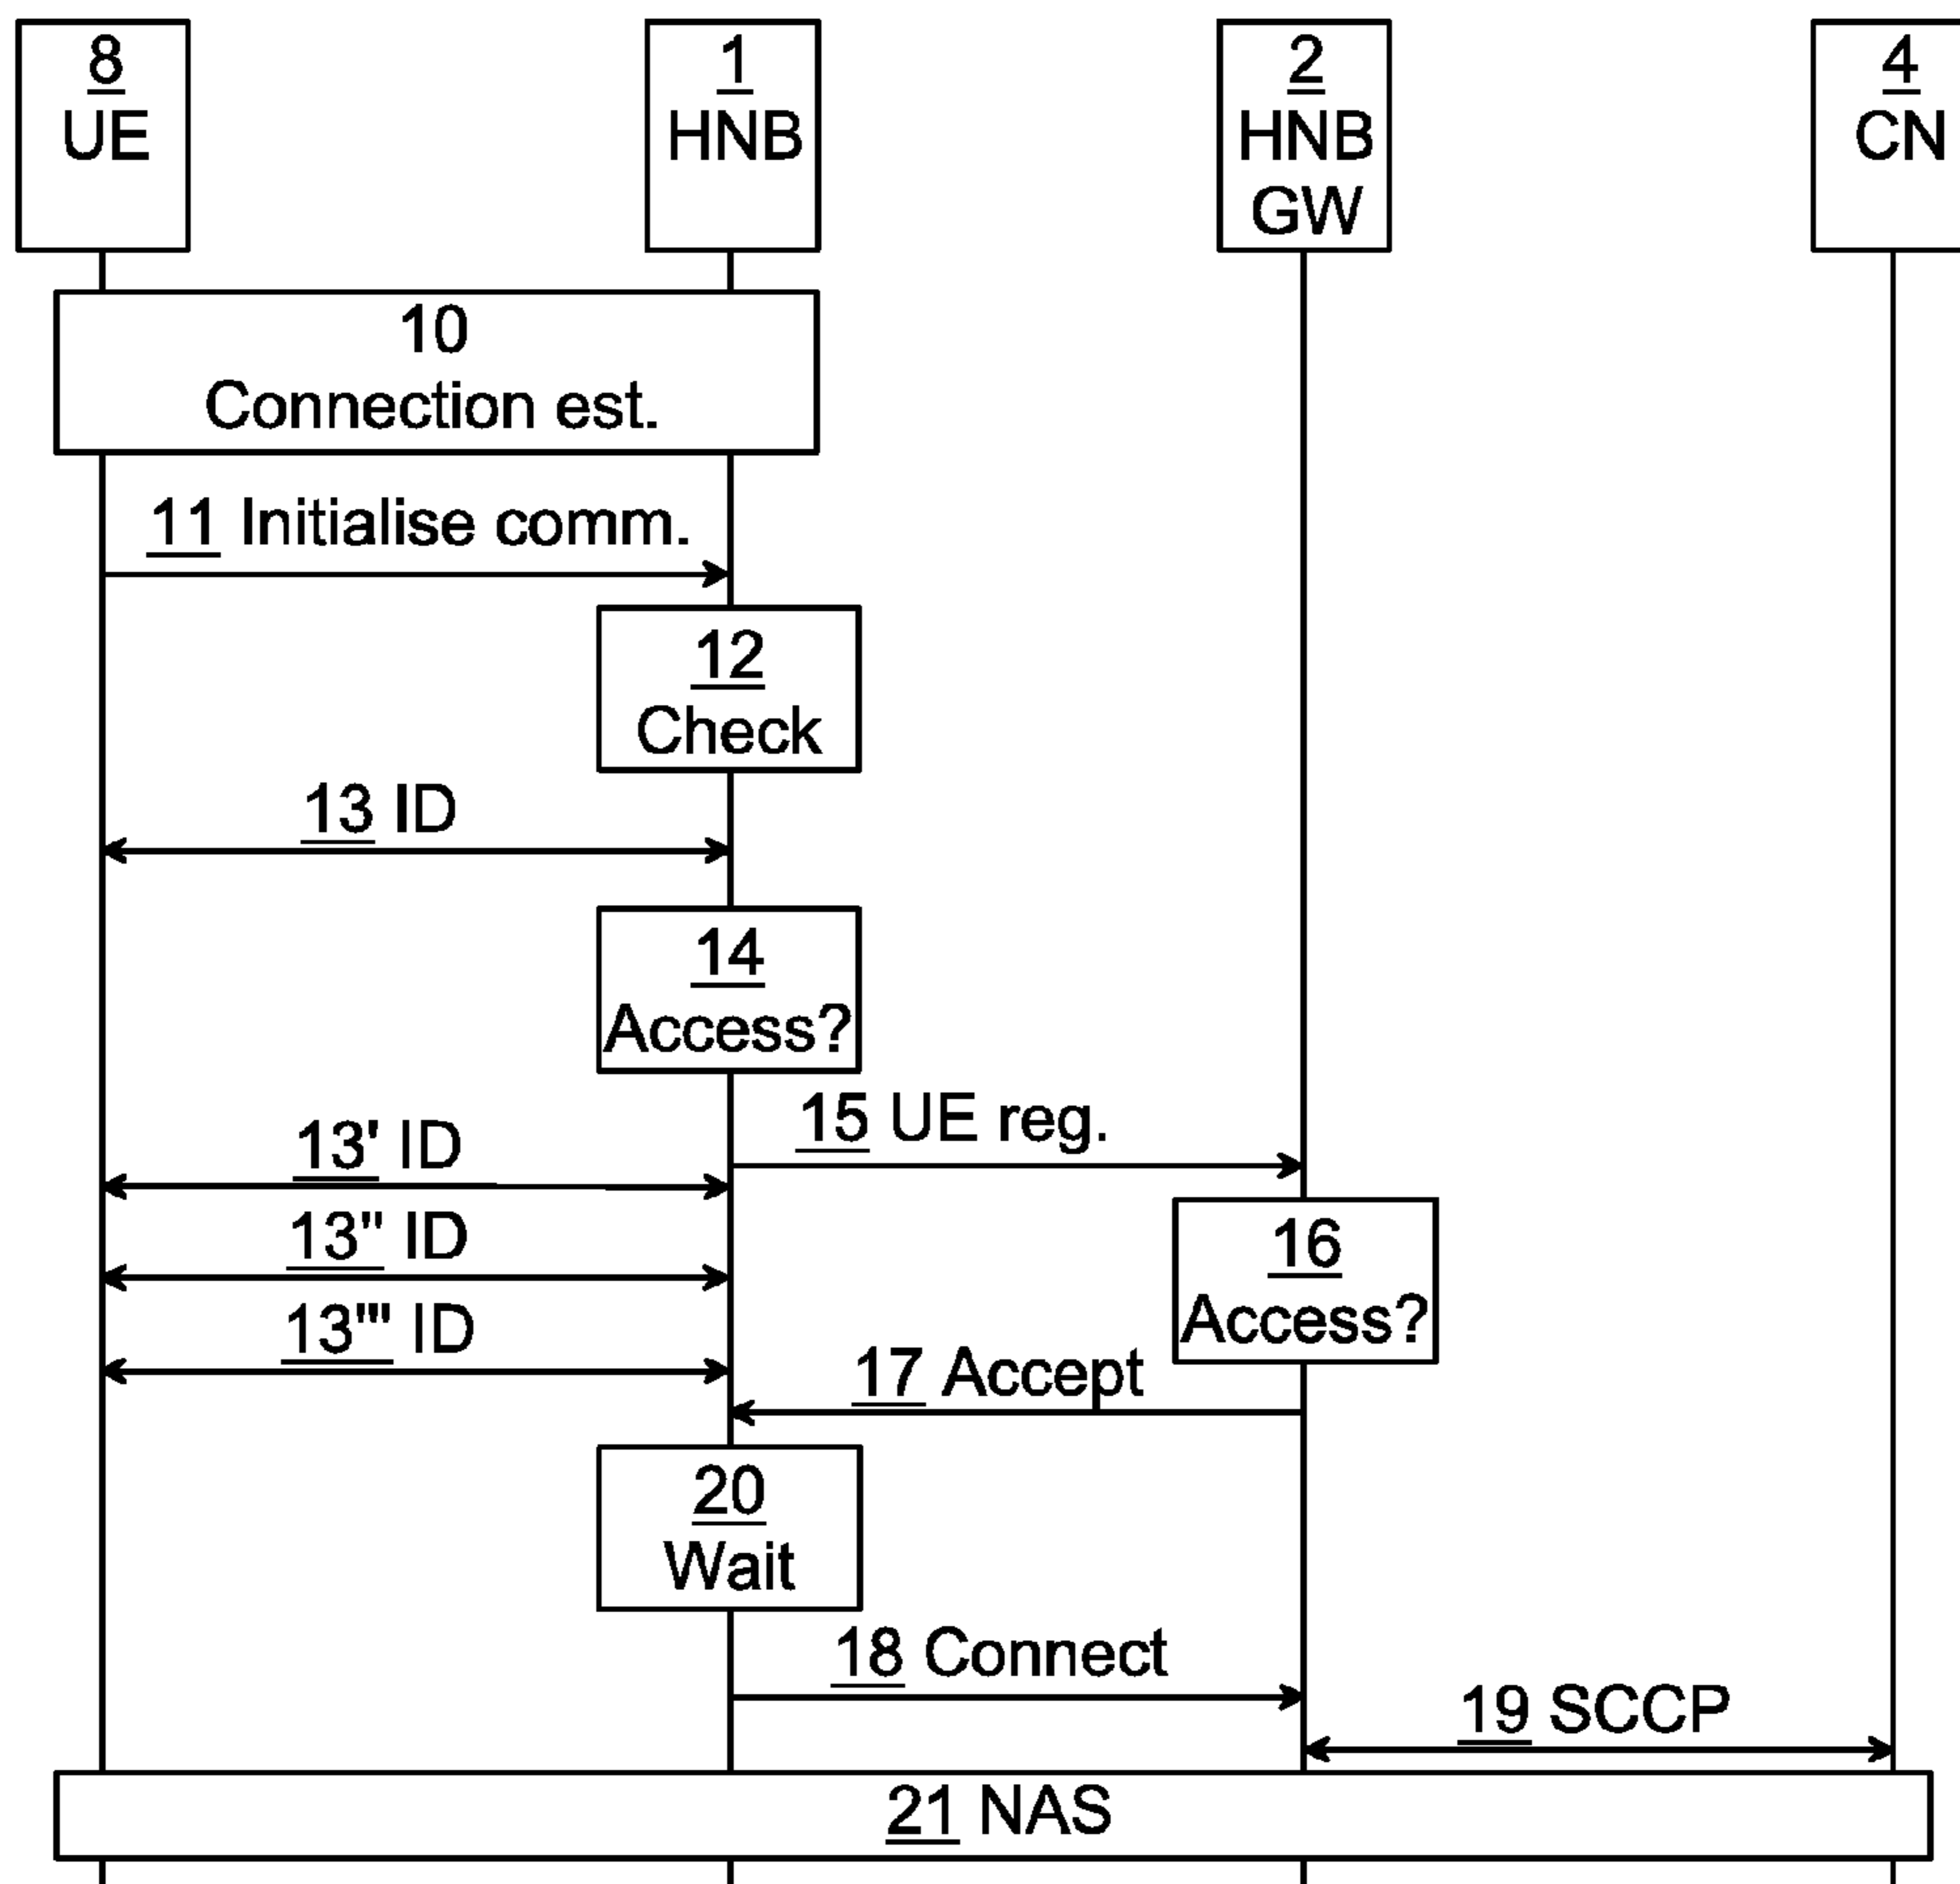 8
UE
1
HNB
2
HNB
GW
4
CN
10
Connection est.
11 Initialise comm.
12
Check
13 ID
14
Access?
15 UE reg.
13' ID
13" ID
16
Access?
13"' ID
17 Accept
20
Wait
18 Connect
19 SCCP
21 NAS